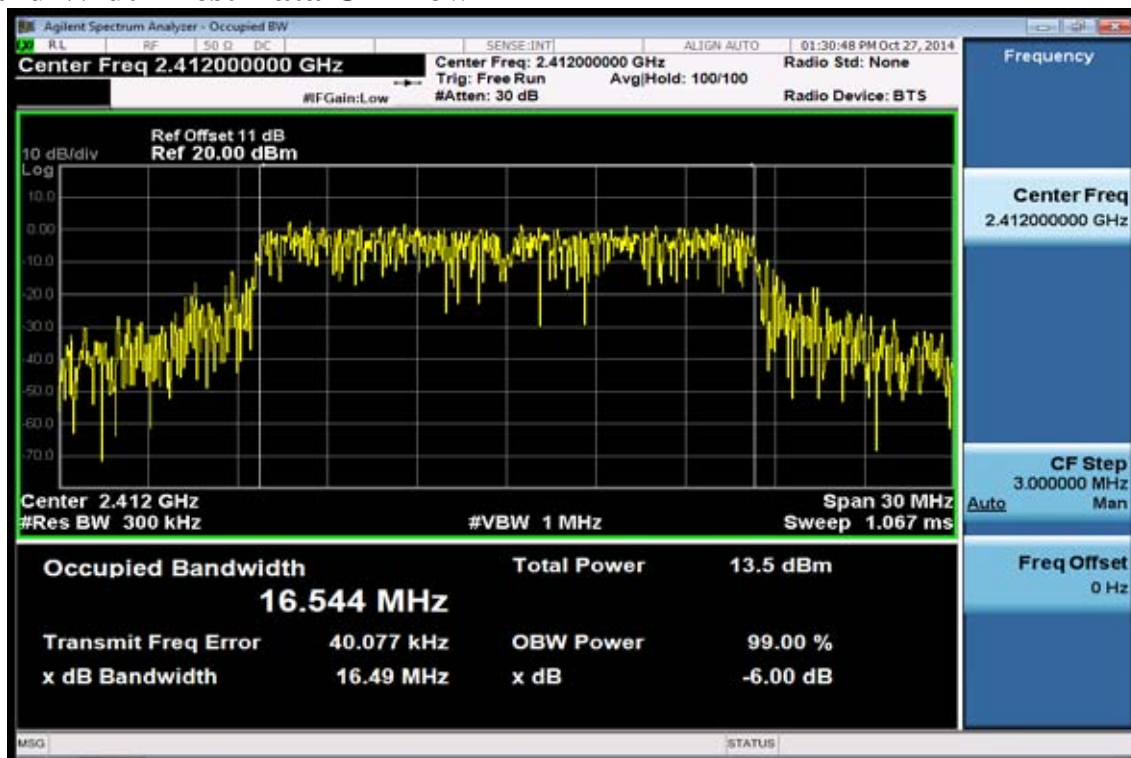 Agilent Spectrum Analyzer - Occupied BW
RL RF 50 Ω DC SENSE:INT ALIGN AUTO 01:30:48 PM Oct 27, 2014
Center Freq 2.412000000 GHz
Center Freq: 2.412000000 GHz
Radio Std: None
Trig: Free Run Avg|Hold: 100/100
#IFGain:Low
#Atten: 30 dB
Radio Device: BTS
Ref Offset 11 dB
10 dB/div Ref 20.00 dBm
Log
10.0
0.00
-10.0
-20.0
-30.0
-40.0
-50.0
-60.0
-70.0
Center 2.412 GHz Span 30 MHz
#Res BW 300 kHz #VBW 1 MHz Sweep 1.067 ms
Occupied Bandwidth Total Power 13.5 dBm
16.544 MHz
Transmit Freq Error 40.077 kHz OBW Power 99.00 %
x dB Bandwidth 16.49 MHz x dB -6.00 dB
MSG STATUS
Frequency
Center Freq
2.412000000 GHz
CF Step
3.000000 MHz
Auto Man
Freq Offset
0 Hz